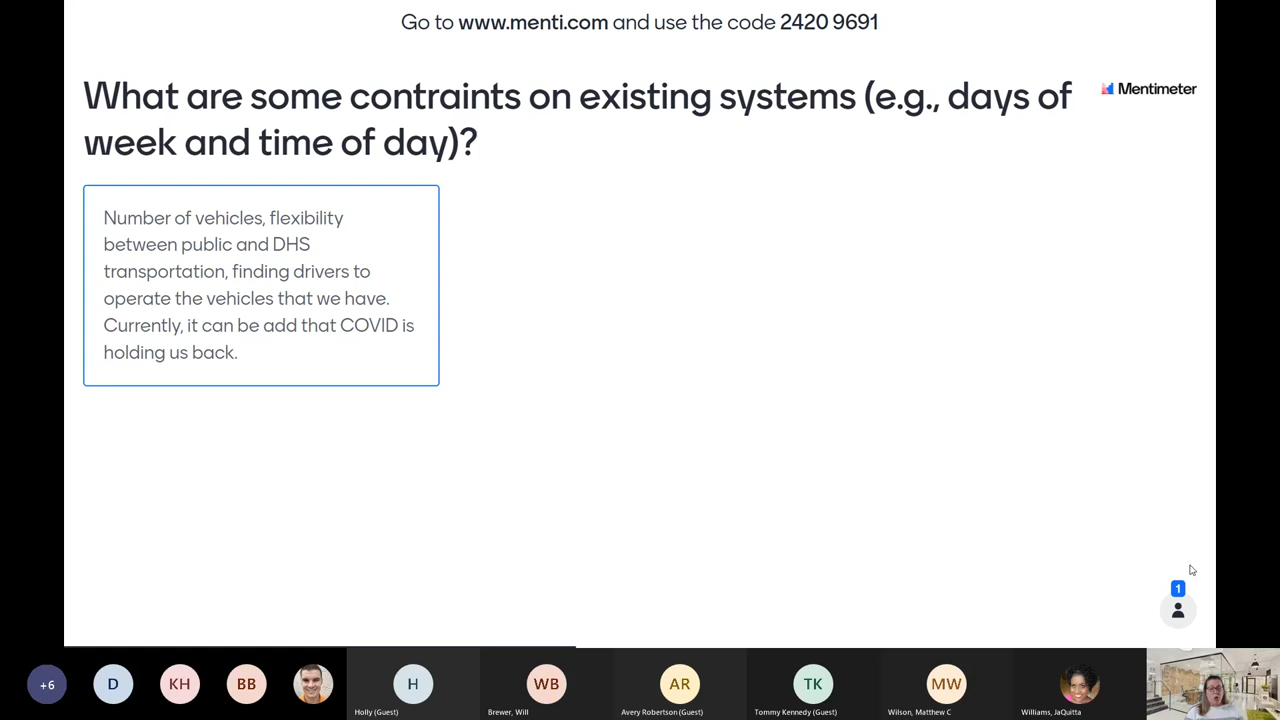 Go to www.menti.com and use the code 2420 9691
What are some contraints on existing systems (e.g., days of
week and time of day)?
Mentimeter
Number of vehicles, flexibility
between public and DHS
transportation, finding drivers to
operate the vehicles that we have.
Currently, it can be add that COVID is
holding us back.
1
+6
D
KH
BB
H
WB
AR
TK
MW
Holly (Guest)
Brewer, Will
Avery Robertson (Guest)
Tommy Kennedy (Guest)
Wilson, Matthew C
Williams, JaQuitta